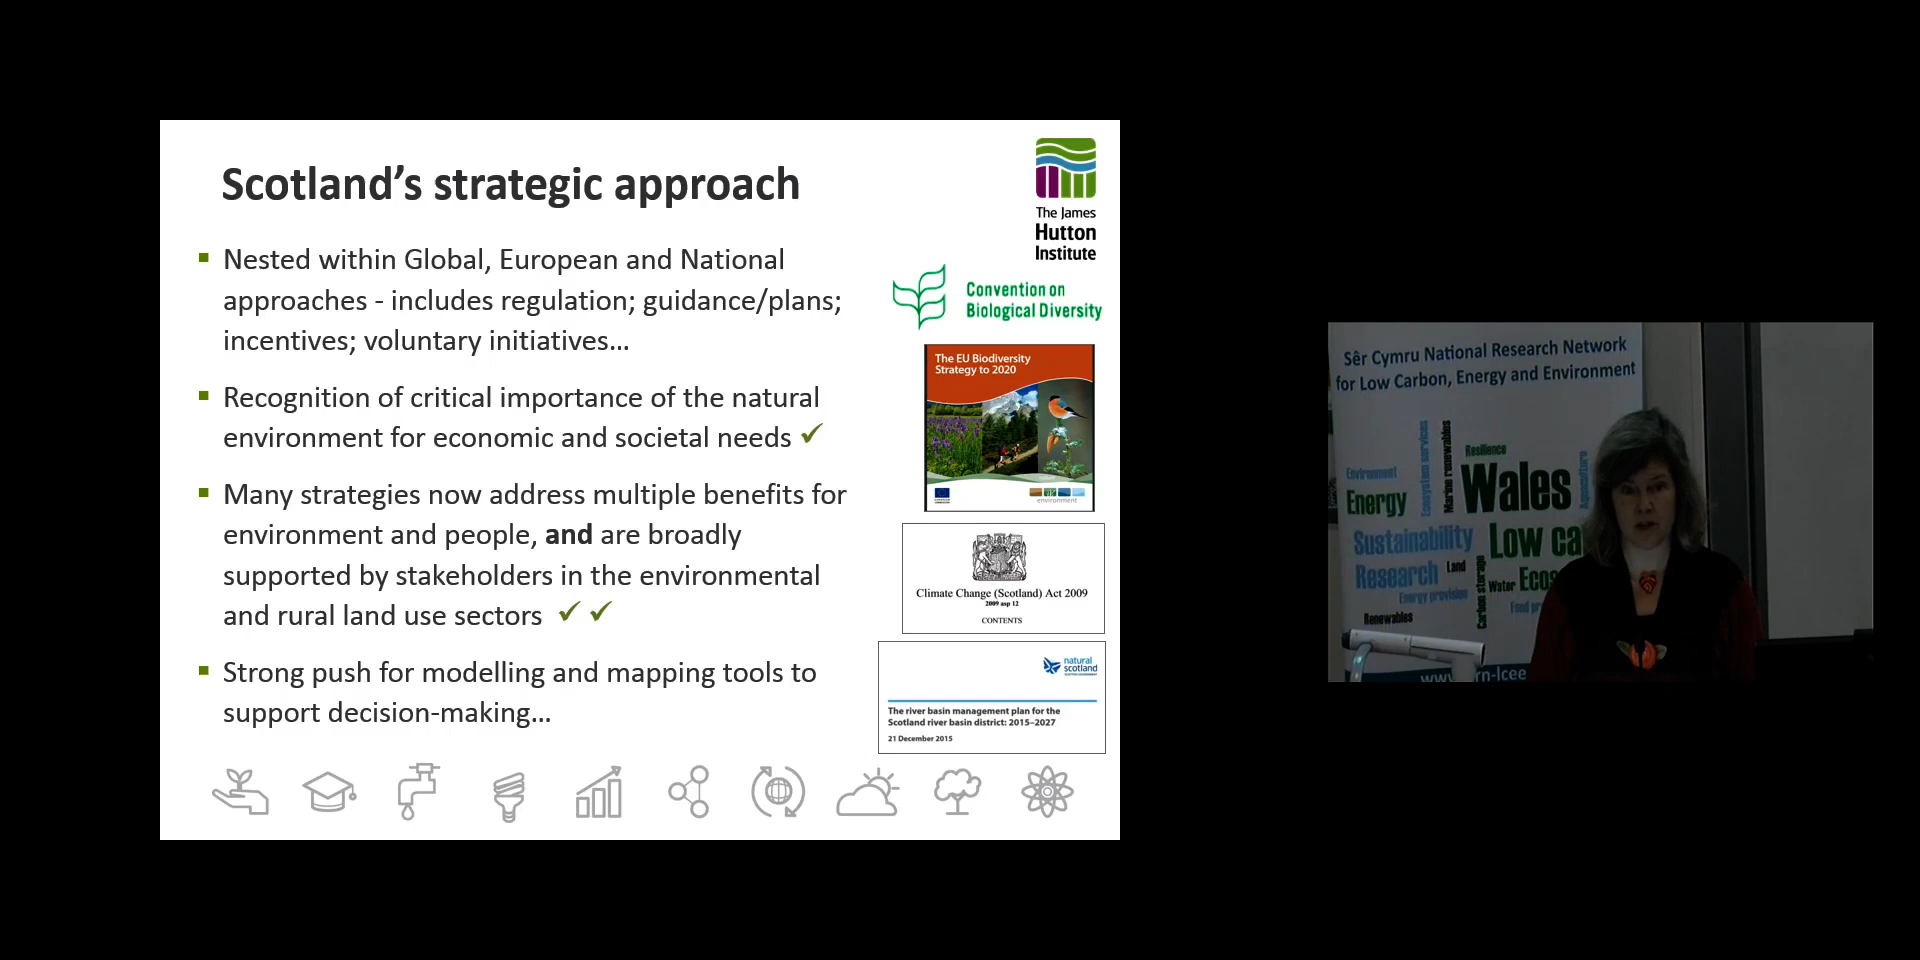 Scotland's strategic approach
Nested within Global, European and National
approaches - includes regulation; guidance/plans;
incentives; voluntary initiatives...
Recognition of critical importance of the natural
environment for economic and societal needs ✓
Many strategies now address multiple benefits for
environment and people, and are broadly
supported by stakeholders in the environmental
and rural land use sectors ✓ ✓
Strong push for modelling and mapping tools to
support decision-making...
The James
Hutton
Institute
Convention on
Biological Diversity
The EU Biodiversity
Strategy to 2020
environment
Climate Change (Scotland) Act 2009
2009 asp 12
CONTENTS
natural
scotland
The river basin management plan for the
Scotland river basin district: 2015–2027
21 December 2015
Sêr Cymru National Research Network
for Low Carbon, Energy and Environment
Resilience
Environment
Ecosystem services
Marine renewables
Wales
Agriculture
Energy
Sustainability
Low ca
Research
Land
Carbon storage
Water
Ecos
Energy provision
Food pr
Renewables
www.
rn-lcee